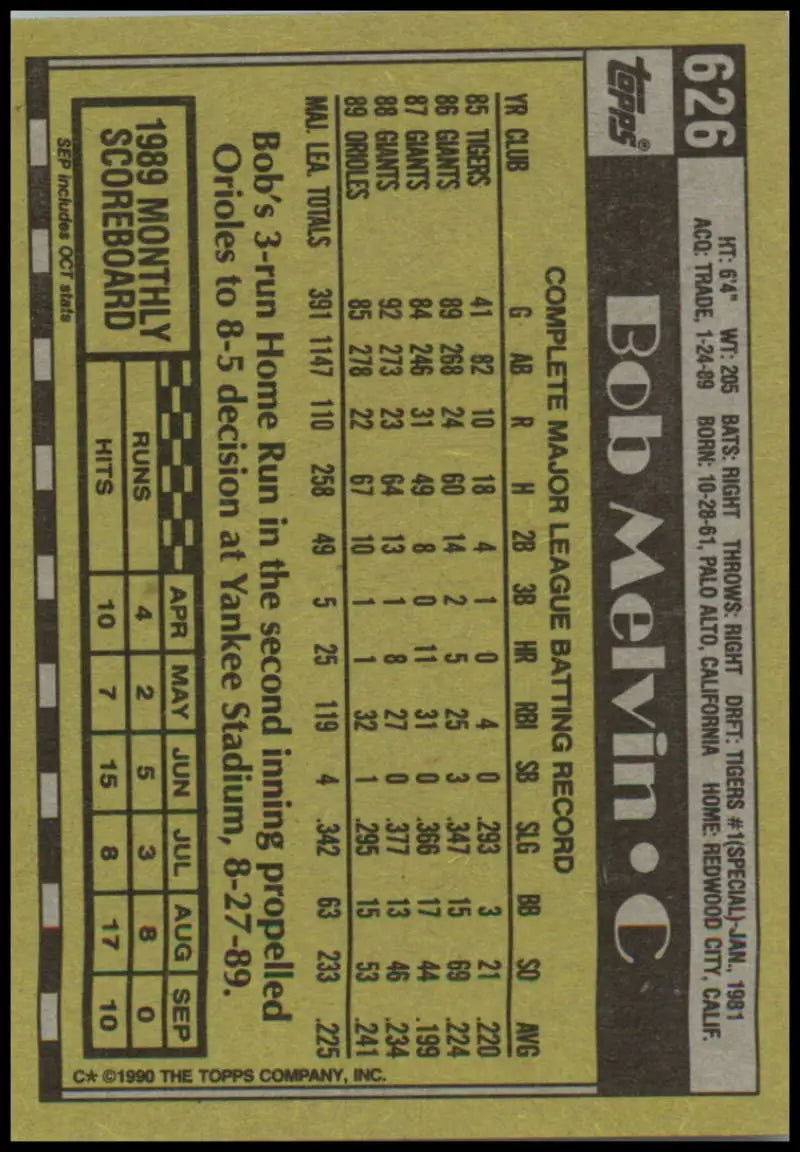 626 HT: 6'4" WT: 205 BATS: RIGHT THROWS: RIGHT DRFT: TIGERS #1(SPECIAL)-JAN., 1981
ACQ: TRADE, 1-24-89 BORN: 10-28-61, PALO ALTO, CALIFORNIA HOME: REDWOOD CITY, CALIF.
topps® Bob Melvin • C
COMPLETE MAJOR LEAGUE BATTING RECORD
YR CLUB G AB R H 2B 3B HR RBI SB SLG BB SO AVG
85 TIGERS 41 82 10 18 4 1 0 4 0 .293 3 21 .220
86 GIANTS 89 268 24 60 14 2 5 25 3 .347 15 69 .224
87 GIANTS 84 246 31 49 8 0 11 31 0 .366 17 44 .199
88 GIANTS 92 273 23 64 13 1 8 27 0 .377 13 46 .234
89 ORIOLES 85 278 22 67 10 1 1 32 1 .295 15 53 .241
MAJ. LEA. TOTALS 391 1147 110 258 49 5 25 119 4 .342 63 233 .225
Bob's 3-run Home Run in the second inning propelled
Orioles to 8-5 decision at Yankee Stadium, 8-27-89.
1989 MONTHLY
SCOREBOARD
APR MAY JUN JUL AUG SEP
RUNS 4 2 5 3 8 0
HITS 10 7 15 8 17 10
SEP includes OCT stats
C* ©1990 THE TOPPS COMPANY, INC.